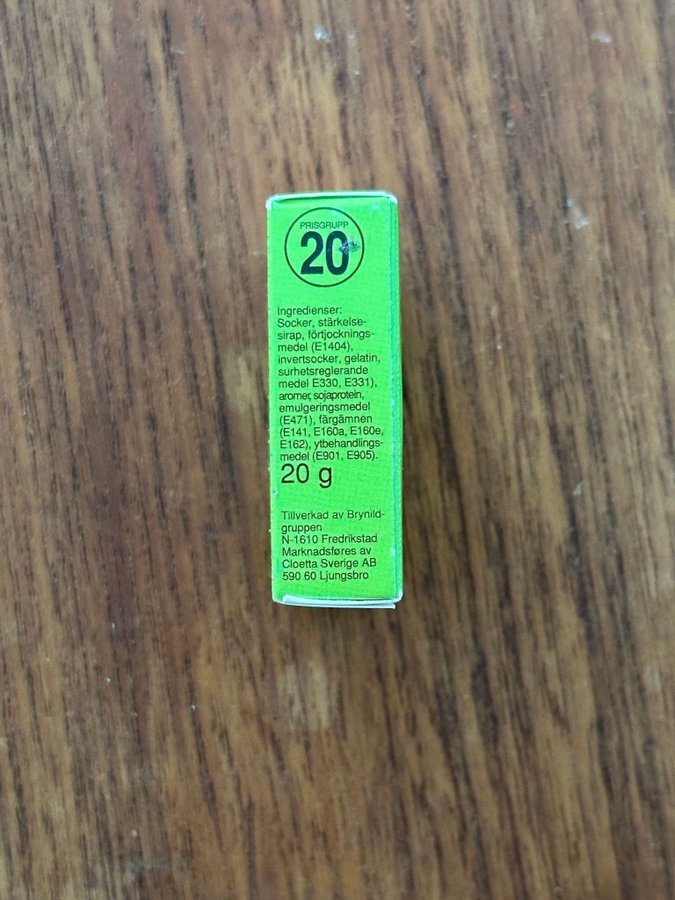 PRISGRUPP
20
Ingredienser:
Socker, stärkelse-
sirap, förtjocknings-
medel (E1404),
invertsocker, gelatin,
surhetsreglerande
medel E330, E331),
aromer, sojaprotein,
emulgeringsmedel
(E471), färgämnen
(E141, E160a, E160e,
E162), ytbehandlings-
medel (E901, E905).
20 g
Tillverkad av Brynild-
gruppen
N-1610 Fredrikstad
Marknadsføres av
Cloetta Sverige AB
590 60 Ljungsbro